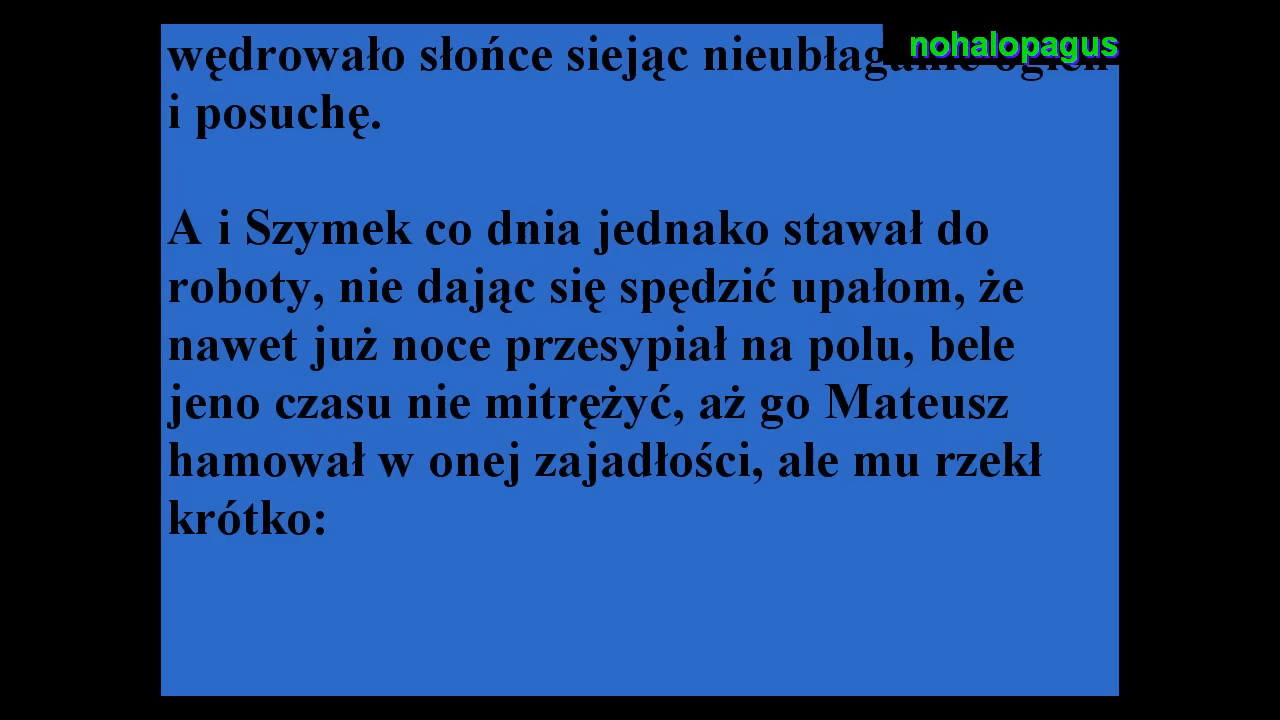 wędrowało słońce siejąc nieubłaganie ogień
nohalopagus
i posuchę.
A i Szymek co dnia jednako stawał do
roboty, nie dając się spędzić upałom, że
nawet już noce przesypiał na polu, bele
jeno czasu nie mitrężyć, aż go Mateusz
hamował w onej zajadłości, ale mu rzekł
krótko: